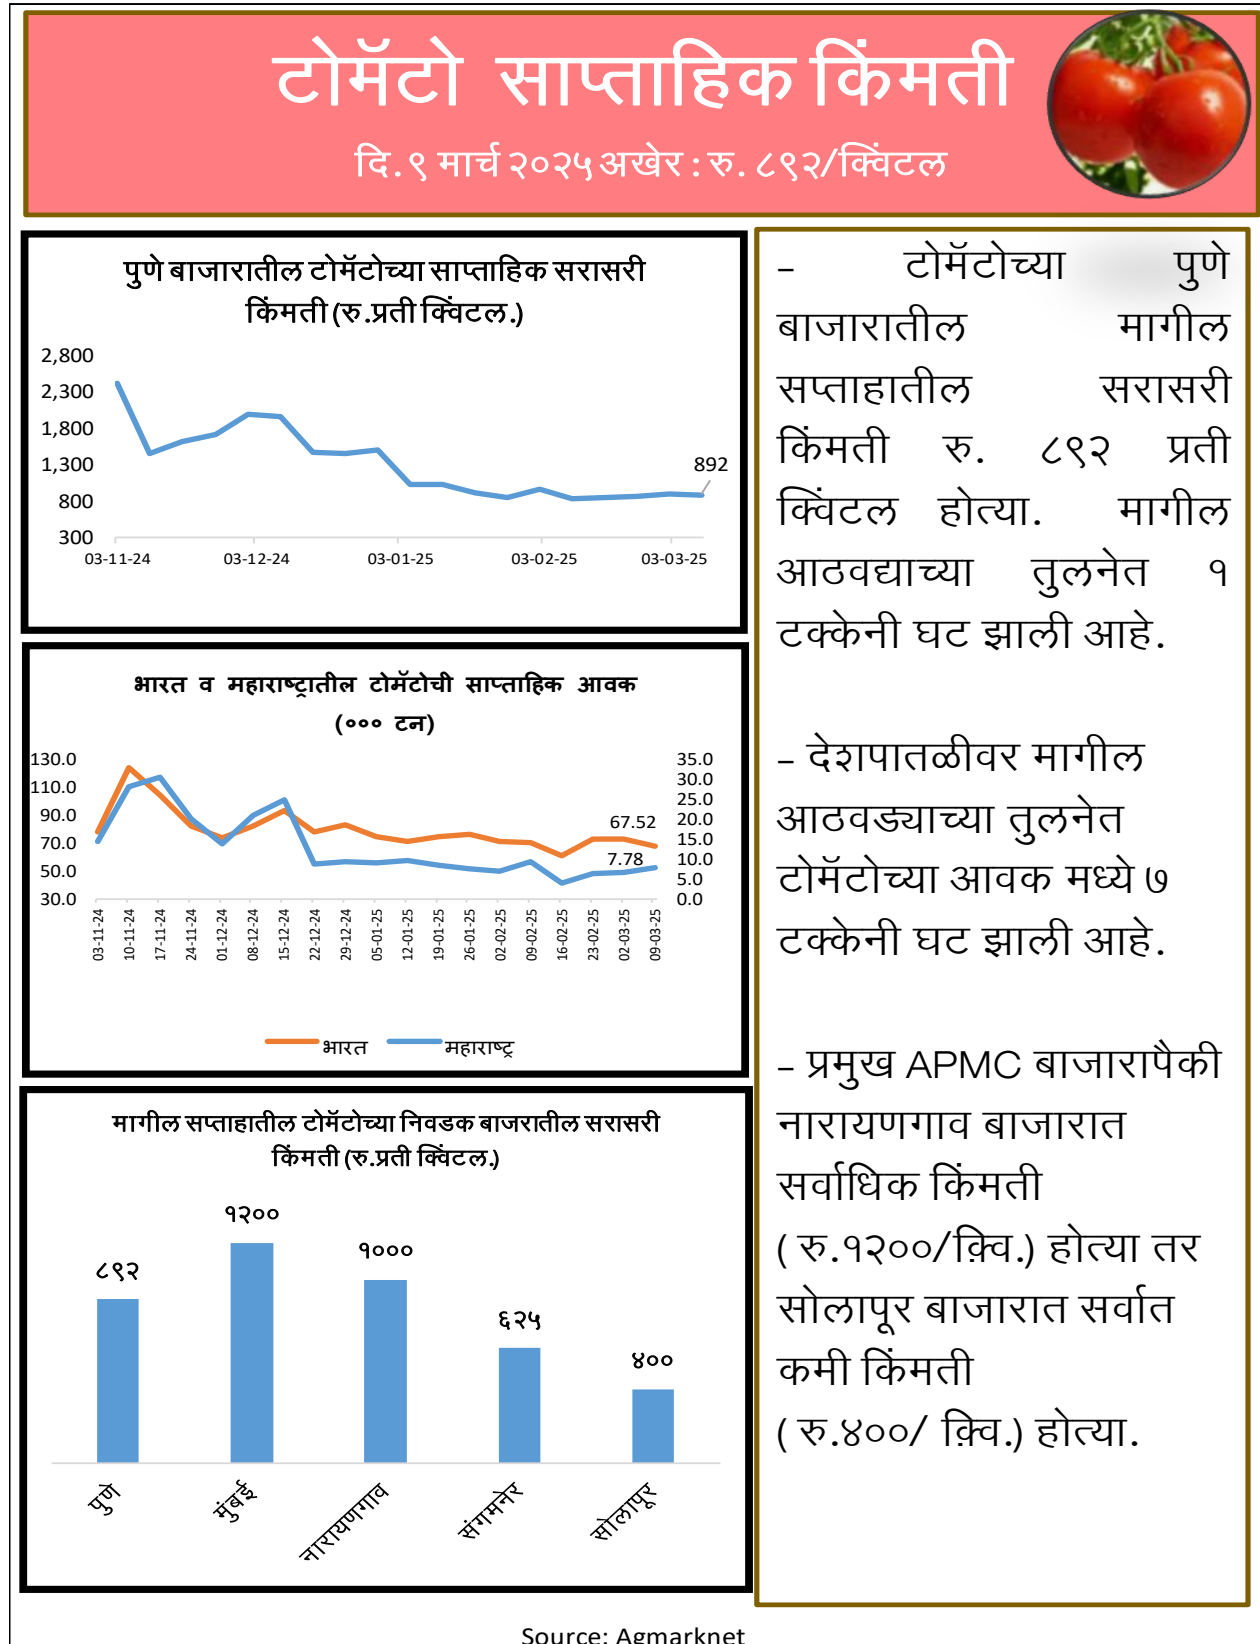 टोमॅटो साप्ताहिक किंमती
दि.९ मार्च २०२५ अखेर : रु. ८९२/क्विंटल
पुणे बाजारातील टोमॅटोच्या साप्ताहिक सरासरी
किंमती (रु.प्रती क्विंटल.)
2,800
2,300
1,800
1,300
800
300
892
03-11-24 03-12-24 03-01-25 03-02-25 03-03-25
भारत व महाराष्ट्रातील टोमॅटोची साप्ताहिक आवक
(००० टन)
130.0
110.0
90.0
70.0
50.0
30.0
35.0
30.0
25.0
20.0
15.0
10.0
5.0
0.0
67.52
7.78
03-11-24
10-11-24
17-11-24
24-11-24
01-12-24
08-12-24
15-12-24
22-12-24
29-12-24
05-01-25
12-01-25
19-01-25
26-01-25
02-02-25
09-02-25
16-02-25
23-02-25
02-03-25
09-03-25
भारत महाराष्ट्र
मागील सप्ताहातील टोमॅटोच्या निवडक बाजरातील सरासरी
किंमती (रु.प्रती क्विंटल.)
८९२
१२००
१०००
६२५
४००
पुणे
मुंबई
नारायणगाव
संगमनेर
सोलापूर
– टोमॅटोच्या पुणे
बाजारातील मागील
सप्ताहातील सरासरी
किंमती रु. ८९२ प्रती
क्विंटल होत्या. मागील
आठवद्याच्या तुलनेत १
टक्केनी घट झाली आहे.
– देशपातळीवर मागील
आठवड्याच्या तुलनेत
टोमॅटोच्या आवक मध्ये ७
टक्केनी घट झाली आहे.
– प्रमुख APMC बाजारापैकी
नारायणगाव बाजारात
सर्वाधिक किंमती
( रु.१२००/क़्वि.) होत्या तर
सोलापूर बाजारात सर्वात
कमी किंमती
( रु.४००/ क़्वि.) होत्या.
Source: Agmarknet